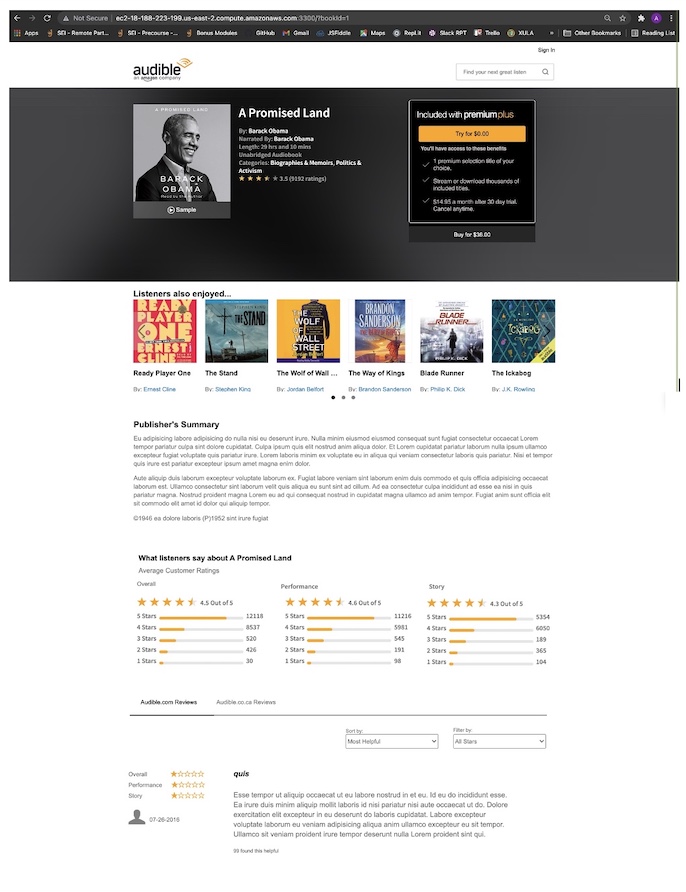 Not Secure | ec2-18-188-223-199.us-east-2.compute.amazonaws.com:3300/?bookId=1
Apps SEI - Remote Part... SEI – Precourse -... Bonus Modules GitHub Gmail JSFiddle Maps Repl.it Slack RPT Trello XULA » Other Bookmarks Reading List
Sign In
audible
an amazon company
Find your next great listen
A PROMISED LAND
BARACK
OBAMA
Read by the Author
Sample
A Promised Land
By: Barack Obama
Narrated By: Barack Obama
Length: 29 hrs and 10 mins
Unabridged Audiobook
Categories: Biographies & Memoirs, Politics &
Activism
3.5 (9192 ratings)
Included with premium plus
Try for $0.00
You'll have access to these benefits
1 premium selection title of your
choice.
Stream or download thousands of
included titles.
$14.95 a month after 30 day trial.
Cancel anytime.
Buy for $36.00
Listeners also enjoyed...
READY
PLAYER
ONE
ERNEST
CLINE
THE STAND
THE
WOLF
OF
WALL
STREET
BRANDON
SANDERSON
BLADE
RUNNER
PHILIP K. DICK
Ickabog
Ready Player One The Stand The Wolf of Wall ... The Way of Kings Blade Runner The Ickabog
By: Ernest Cline By: Stephen King By: Jordan Belfort By: Brandon Sanderson By: Philip K. Dick By: J.K. Rowling
Publisher's Summary
Eu adipisicing labore adipisicing do nulla nisi eu deserunt irure. Nulla minim eiusmod eiusmod consequat sunt fugiat consectetur occaecat Lorem
tempor pariatur culpa sint dolore cupidatat. Culpa ipsum quis elit nostrud anim aliqua dolor. Et Lorem cupidatat pariatur laborum nulla ipsum ullamco
excepteur fugiat voluptate quis pariatur irure. Lorem laboris minim ex voluptate eu in aliqua qui veniam consectetur laboris quis pariatur. Nisi et tempor
quis irure est pariatur excepteur ipsum amet magna enim dolor.
Aute aliquip duis laborum excepteur voluptate laborum ex. Fugiat labore veniam sint laborum enim duis commodo et quis officia adipisicing occaecat
laborum est. Ullamco consectetur sint laborum velit quis aliqua eu sunt sint ad cillum. Ad ea consectetur culpa incididunt ad esse ea nisi in quis
pariatur magna. Nostrud proident magna Lorem eu ad qui consequat nostrud in cupidatat magna ullamco ad anim tempor. Fugiat anim sunt officia elit
sit commodo elit amet id dolor qui aliquip tempor.
©1946 ea dolore laboris (P)1952 sint irure fugiat
What listeners say about A Promised Land
Average Customer Ratings
Overall
4.5 Out of 5
5 Stars 12118
4 Stars 8537
3 Stars 520
2 Stars 426
1 Stars 30
Performance
4.6 Out of 5
5 Stars 11216
4 Stars 5981
3 Stars 545
2 Stars 191
1 Stars 98
Story
4.3 Out of 5
5 Stars 5354
4 Stars 6050
3 Stars 189
2 Stars 365
1 Stars 104
Audible.com Reviews Audible.co.ca Reviews
Sort by: Filter by:
Most Helpful All Stars
Overall
Performance
Story
07-26-2016
quis
Esse tempor ut aliquip occaecat ut eu labore nostrud in et eu. Id eu do incididunt esse.
Ea irure duis minim aliquip mollit laboris id nisi pariatur nisi aute occaecat ut do. Dolore
exercitation elit excepteur in eu deserunt do laboris cupidatat. Labore excepteur
voluptate laborum eu veniam adipisicing aliqua anim ullamco excepteur eu sit tempor.
Ullamco sit veniam proident irure tempor deserunt nulla Lorem proident sint qui.
99 found this helpful